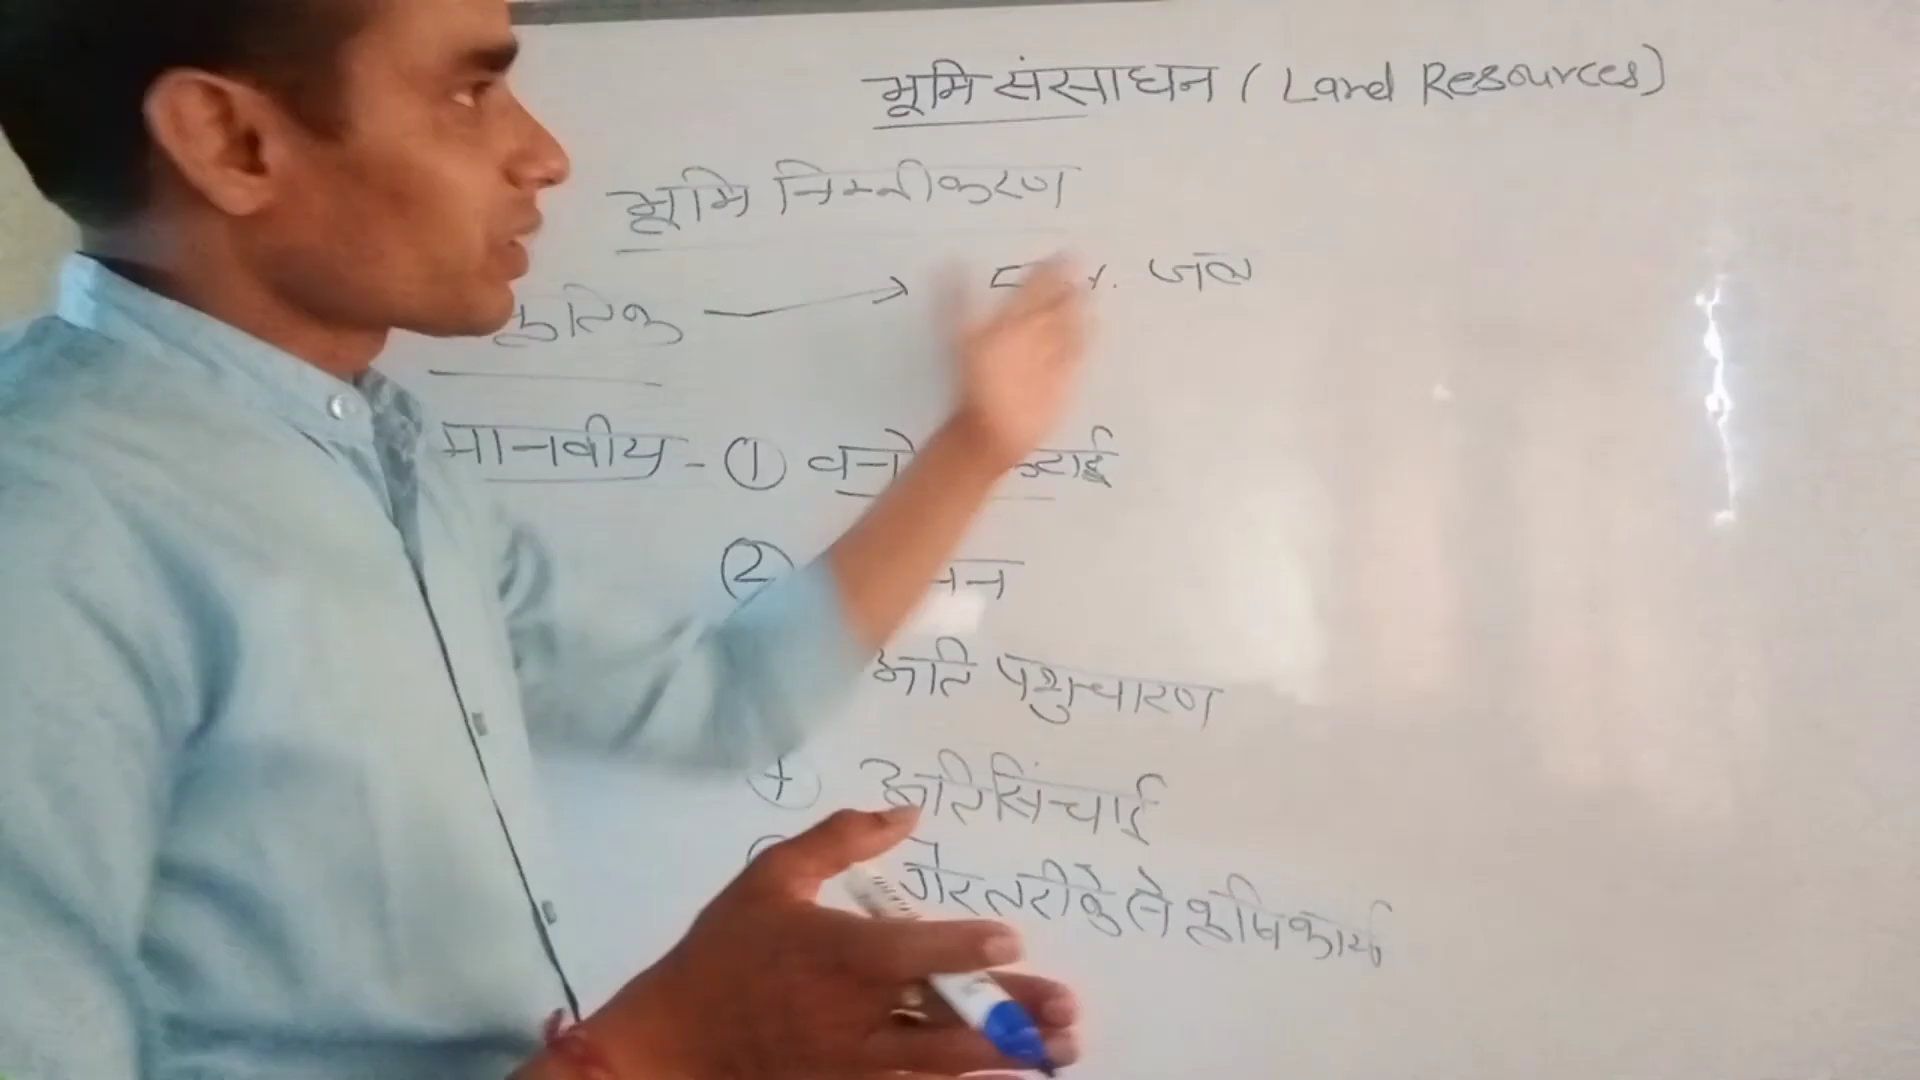 भूमि संसाधन ( Land Resources )
भूमि निम्नीकरण
जल
मानवीय - ①
②
अति पशुचारण
अति सिंचाई
गैर तरीके से कृषि कार्य